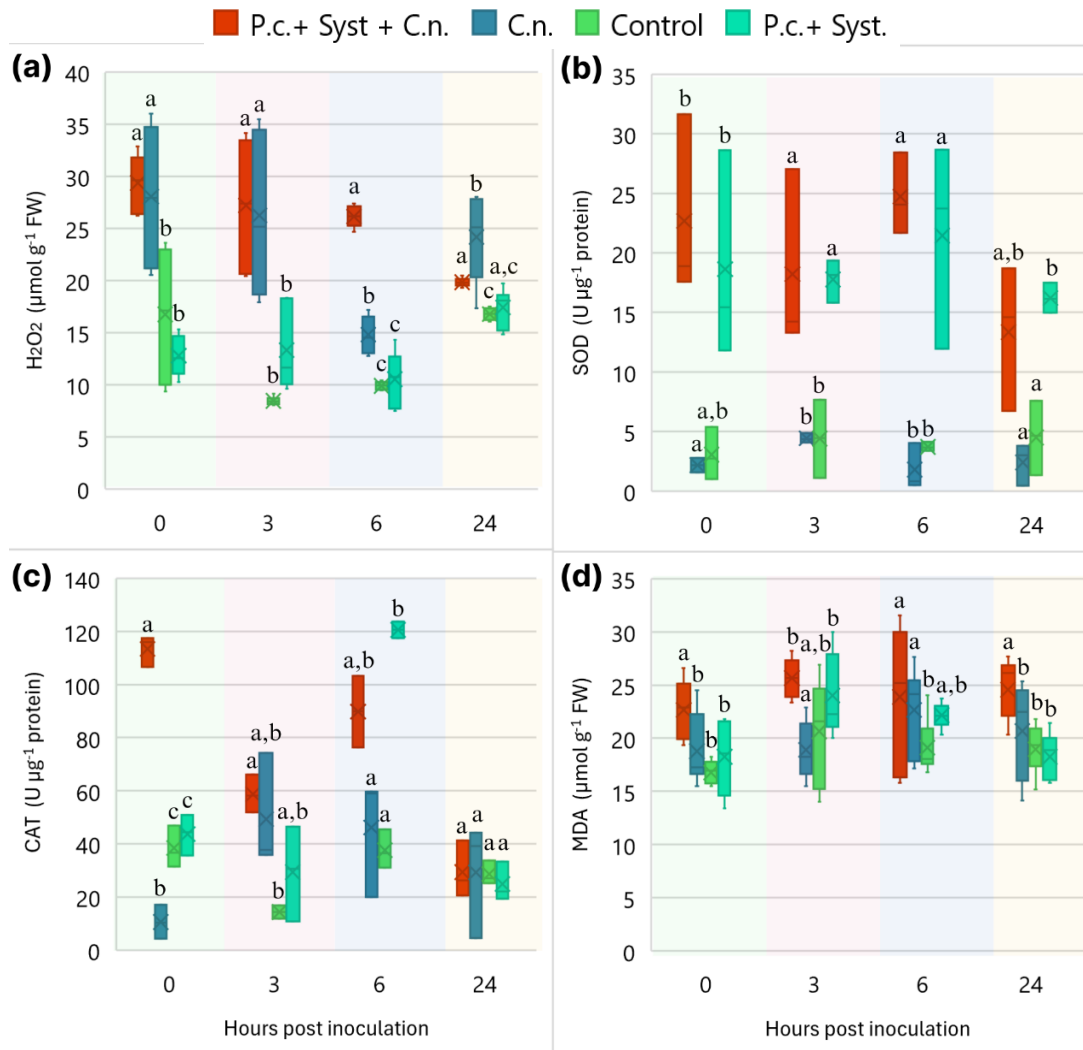 P.c.+ Syst + C.n. C.n. Control P.c.+ Syst.
(a)
H₂O₂ (µmol g⁻¹ FW)
40
35
30
25
20
15
10
5
0
a a b b
a a b b
a b c c
a b c a,c
0 3 6 24
(b)
SOD (U µg⁻¹ protein)
35
30
25
20
15
10
5
0
b a a,b b
a b b a
a b b a
a,b a a b
0 3 6 24
(c)
CAT (U µg⁻¹ protein)
140
120
100
80
60
40
20
0
a b c c
a a,b b a,b
a,b a a b
a a a a
0 3 6 24
Hours post inoculation
(d)
MDA (µmol g⁻¹ FW)
35
30
25
20
15
10
5
0
a b b b
b a a,b b
a a b a,b
a b b b
0 3 6 24
Hours post inoculation